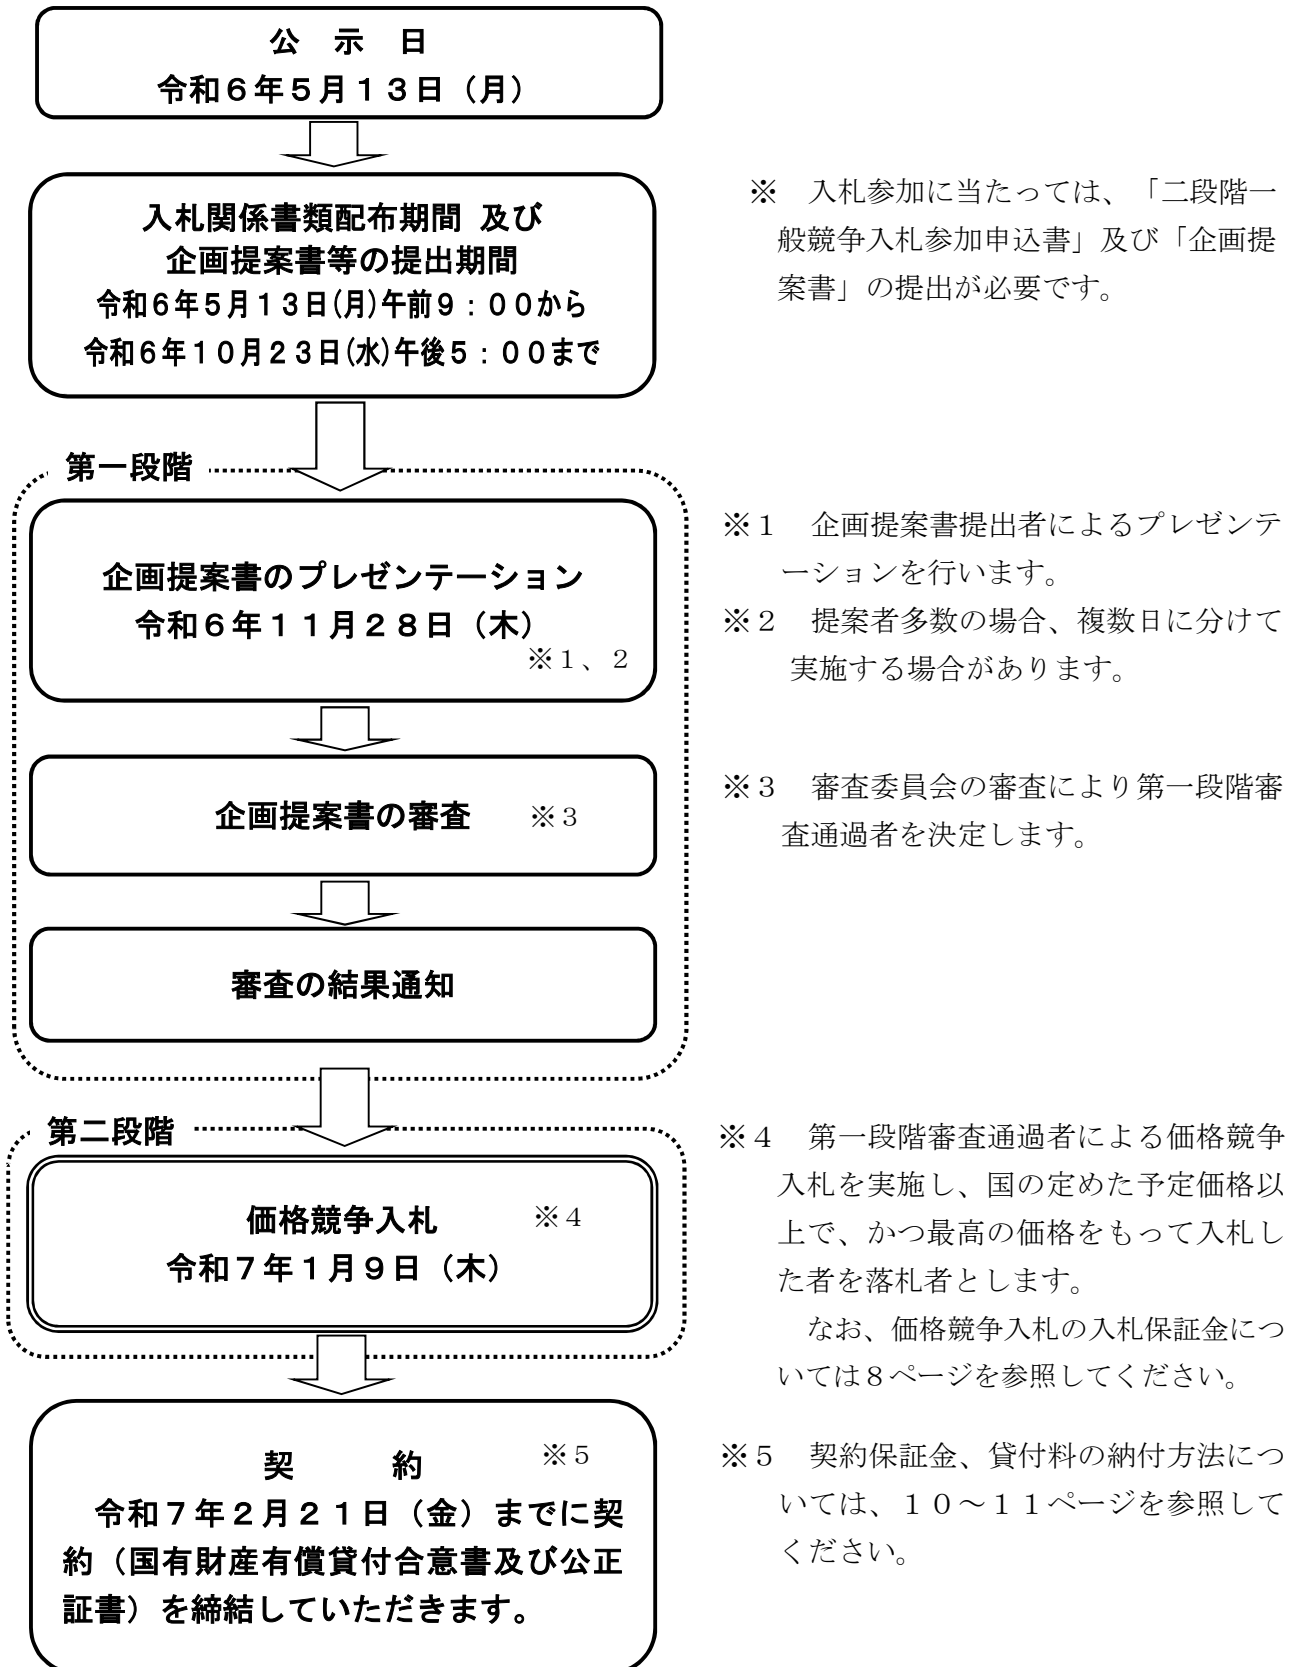 公　示　日
令和６年５月１３日（月）
入札関係書類配布期間 及び
企画提案書等の提出期間
令和６年５月１３日(月)午前９：００から
令和６年１０月２３日(水)午後５：００まで
※　入札参加に当たっては、「二段階一
般競争入札参加申込書」及び「企画提
案書」の提出が必要です。
第一段階
企画提案書のプレゼンテーション
令和６年１１月２８日（木）
※１、２
※１　企画提案書提出者によるプレゼンテ
ーションを行います。
※２　提案者多数の場合、複数日に分けて
実施する場合があります。
企画提案書の審査　※３
※３　審査委員会の審査により第一段階審
査通過者を決定します。
審査の結果通知
第二段階
価格競争入札　※４
令和７年１月９日（木）
※４　第一段階審査通過者による価格競争
入札を実施し、国の定めた予定価格以
上で、かつ最高の価格をもって入札し
た者を落札者とします。
なお、価格競争入札の入札保証金につ
いては８ページを参照してください。
契　　約　※５
令和７年２月２１日（金）までに契
約（国有財産有償貸付合意書及び公正
証書）を締結していただきます。
※５　契約保証金、貸付料の納付方法につ
いては、１０～１１ページを参照して
ください。